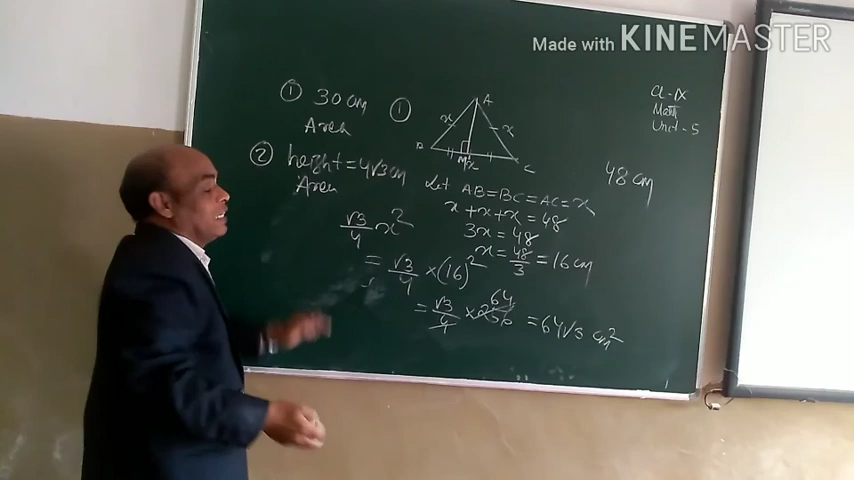 Made with KINEMASTER
Cl-IX
Math
Unit-5
① 30 cm
Area
② height = 4√3 cm
Area
①
A
x
x
B
M
C
48 cm
Let AB = BC = AC = x
x + x + x = 48
3x = 48
x = 48/3 = 16 cm
√3/4 x²
= √3/4 × (16)²
= √3/4 × 256 64 = 64√3 cm²